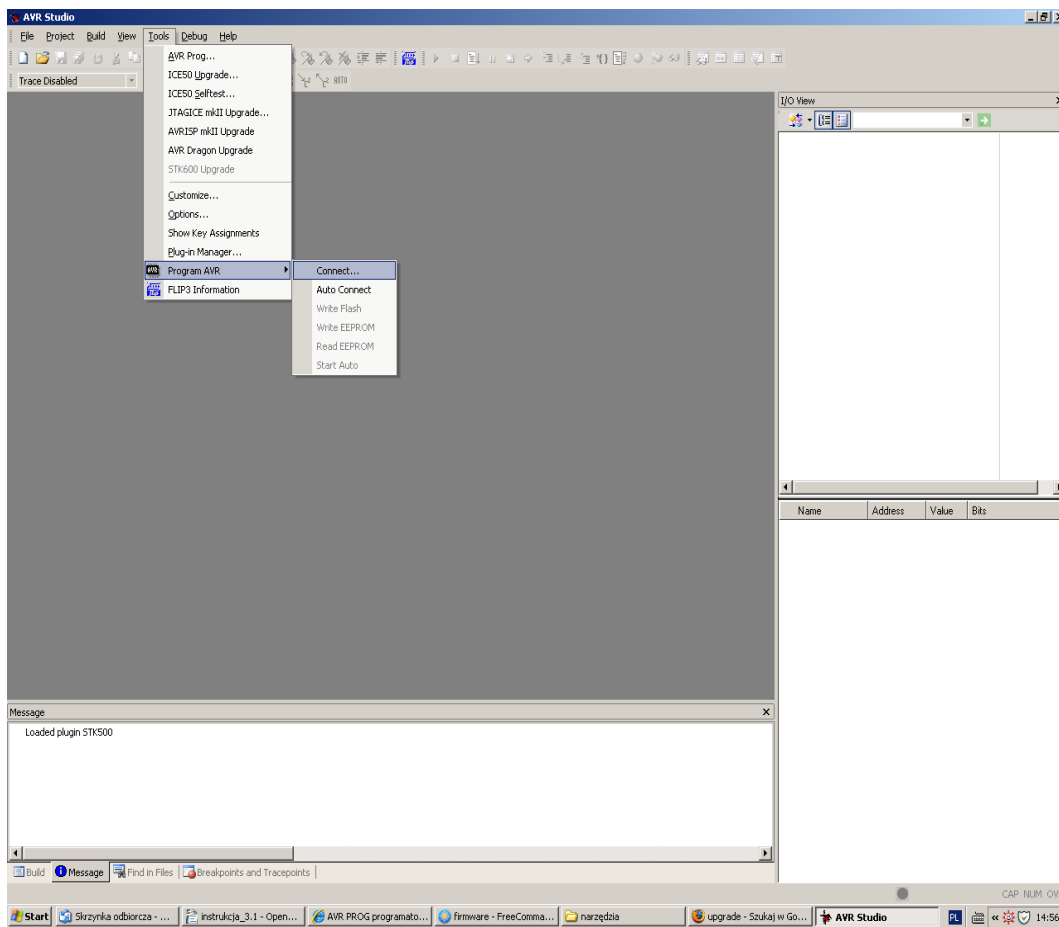 AVR Studio
File Project Build View Tools Debug Help
AVR Prog...
ICE50 Upgrade...
Trace Disabled
AUTO
ICE50 Selftest...
JTAGICE mkII Upgrade...
AVRISP mkII Upgrade
AVR Dragon Upgrade
STK600 Upgrade
Customize...
Options...
Show Key Assignments
Plug-in Manager...
Program AVR
FLIP3 Information
Connect...
Auto Connect
Write Flash
Write EEPROM
Read EEPROM
Start Auto
I/O View
Name Address Value Bits
Message
Loaded plugin STK500
Build Message Find in Files Breakpoints and Tracepoints
CAP NUM OV
Start Skrzynka odbiorcza - ... instrukcja_3.1 - Open... AVR PROG programato... firmware - FreeComma... narzędzia upgrade - Szukaj w Go... AVR Studio PL 14:56